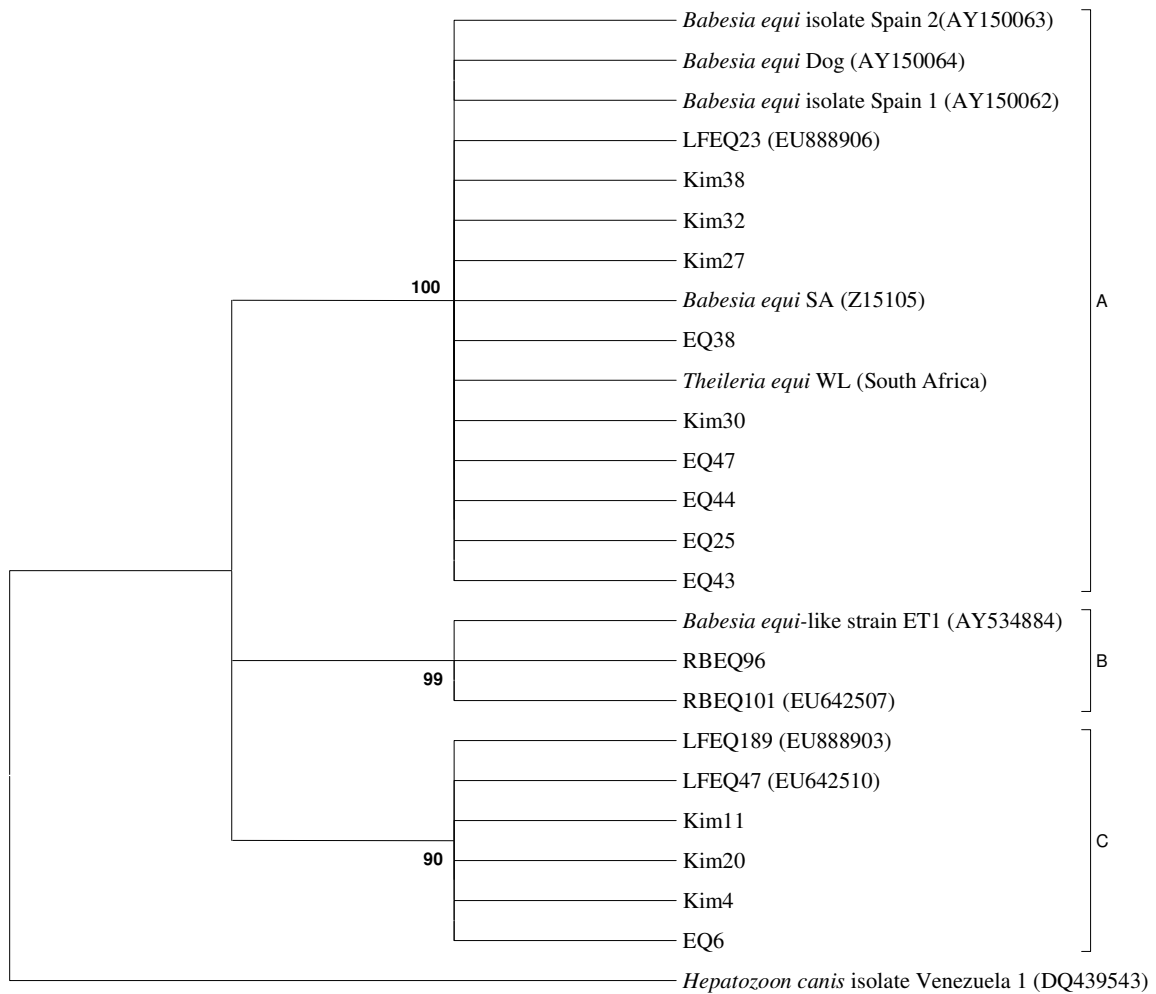 Babesia equi isolate Spain 2(AY150063)
Babesia equi Dog (AY150064)
Babesia equi isolate Spain 1 (AY150062)
LFEQ23 (EU888906)
Kim38
Kim32
Kim27
100
Babesia equi SA (Z15105)
A
EQ38
Theileria equi WL (South Africa)
Kim30
EQ47
EQ44
EQ25
EQ43
Babesia equi-like strain ET1 (AY534884)
RBEQ96
B
99
RBEQ101 (EU642507)
LFEQ189 (EU888903)
LFEQ47 (EU642510)
Kim11
C
90
Kim20
Kim4
EQ6
Hepatozoon canis isolate Venezuela 1 (DQ439543)